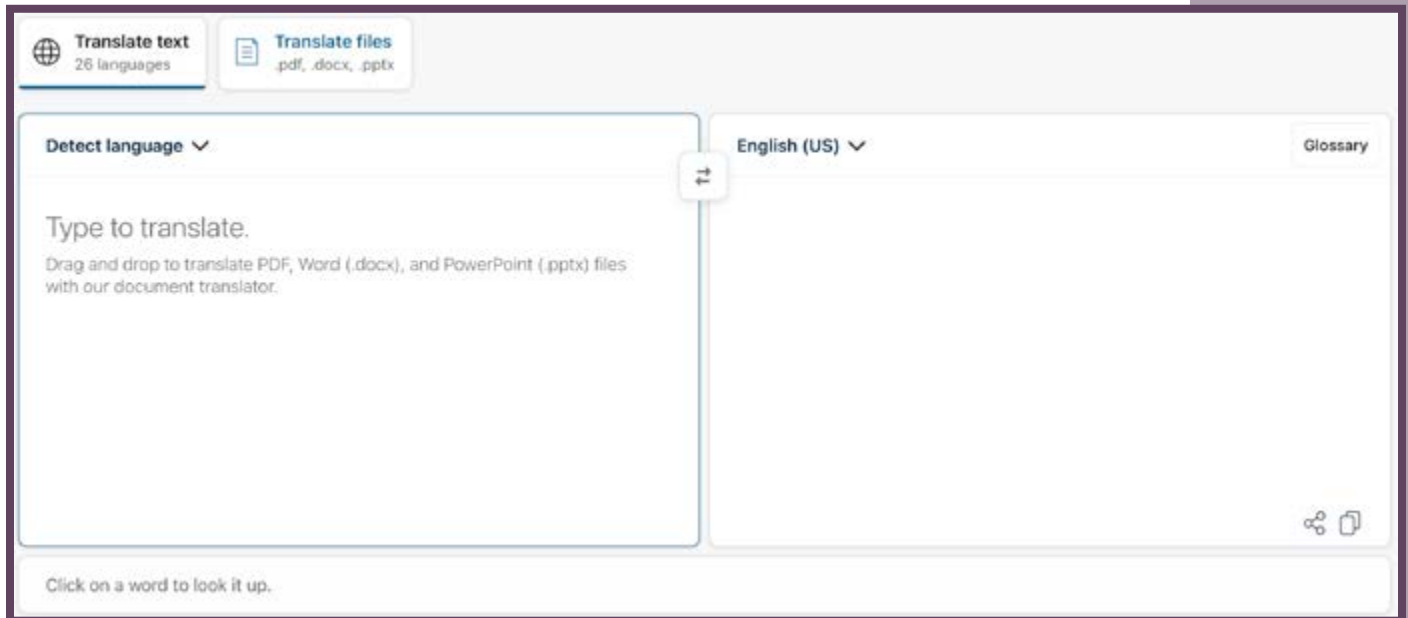 Translate text
26 languages
Translate files
.pdf, .docx, .pptx
Detect language
English (US)
Glossary
Type to translate.
Drag and drop to translate PDF, Word (.docx), and PowerPoint (.pptx) files
with our document translator.
Click on a word to look it up.